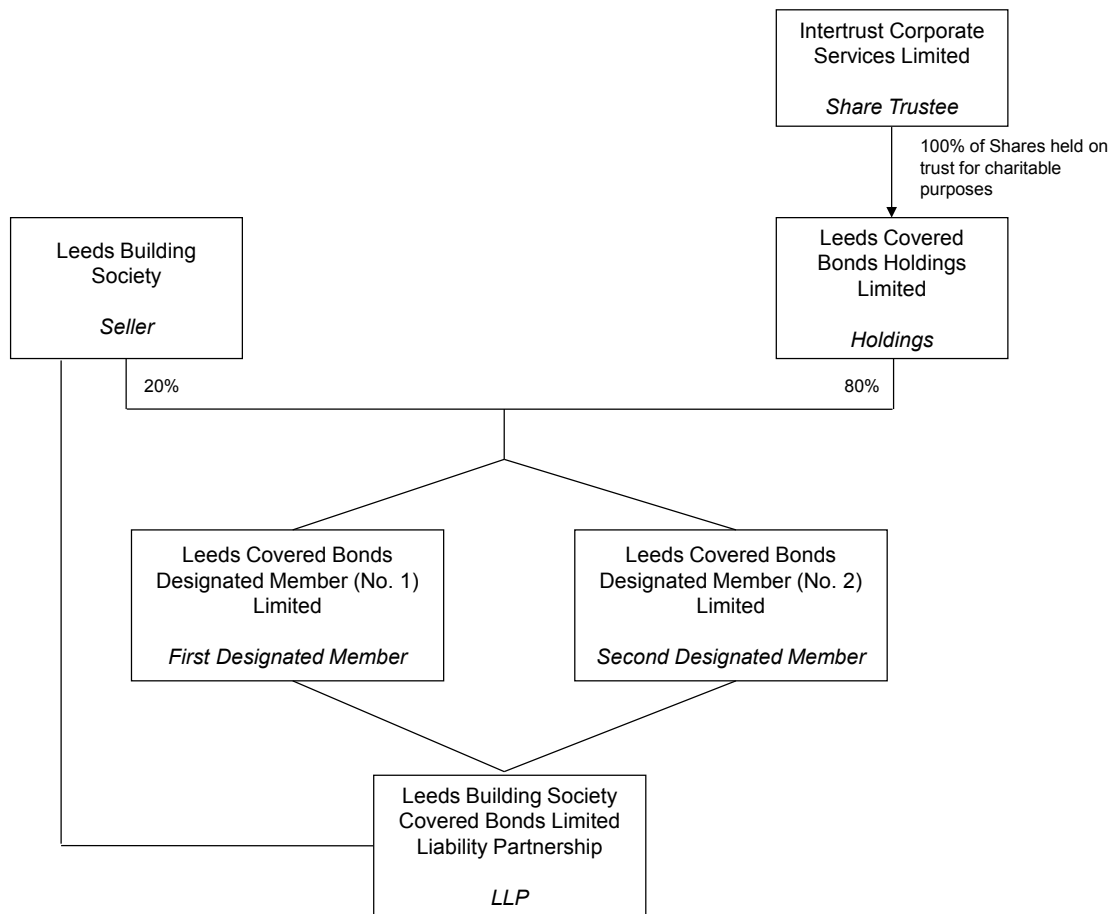 Intertrust Corporate
Services Limited
Share Trustee
100% of Shares held on
trust for charitable
purposes
Leeds Building
Society
Seller
Leeds Covered
Bonds Holdings
Limited
Holdings
20%
80%
Leeds Covered Bonds
Designated Member (No. 1)
Limited
First Designated Member
Leeds Covered Bonds
Designated Member (No. 2)
Limited
Second Designated Member
Leeds Building Society
Covered Bonds Limited
Liability Partnership
LLP